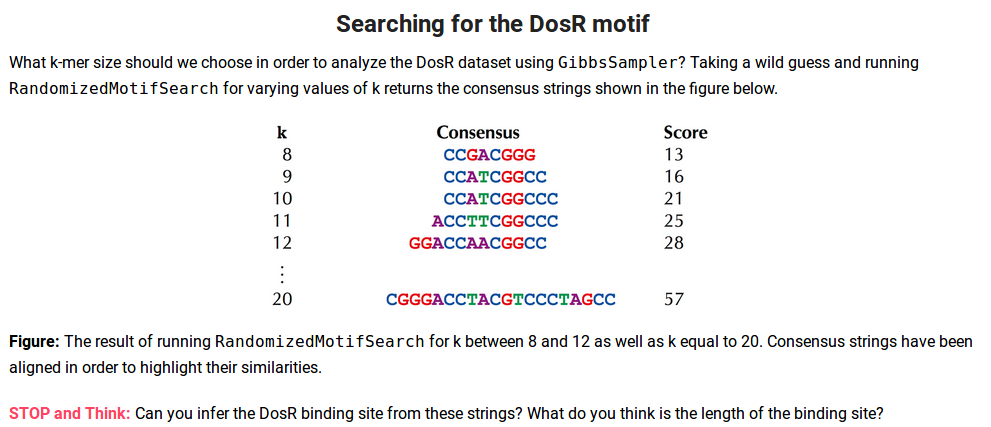 Searching for the DosR motif
What k-mer size should we choose in order to analyze the DosR dataset using GibbsSampler? Taking a wild guess and running
RandomizedMotifSearch for varying values of k returns the consensus strings shown in the figure below.
k Consensus Score
8 CCGACGGG 13
9 CCATCGGCC 16
10 CCATCGGCCC 21
11 ACCTTCGGCCC 25
12 GGACCAACGGCC 28
⋮
20 CGGGACCTACGTCCCTAGCC 57
Figure: The result of running RandomizedMotifSearch for k between 8 and 12 as well as k equal to 20. Consensus strings have been
aligned in order to highlight their similarities.
STOP and Think: Can you infer the DosR binding site from these strings? What do you think is the length of the binding site?